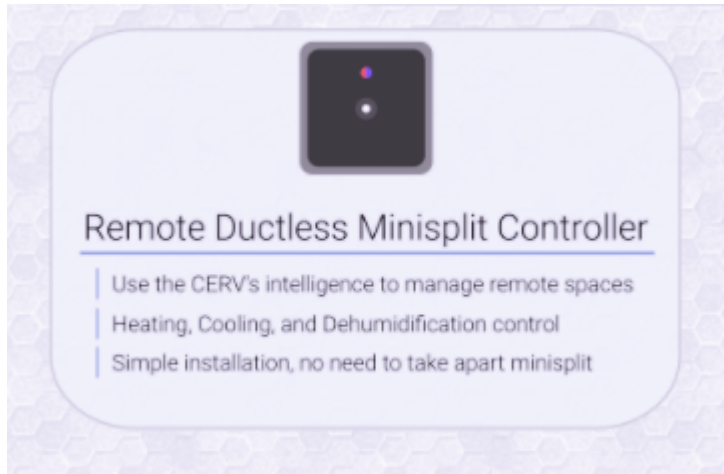 Remote Ductless Minisplit Controller
Use the CERV's intelligence to manage remote spaces
Heating, Cooling, and Dehumidification control
Simple installation, no need to take apart minisplit